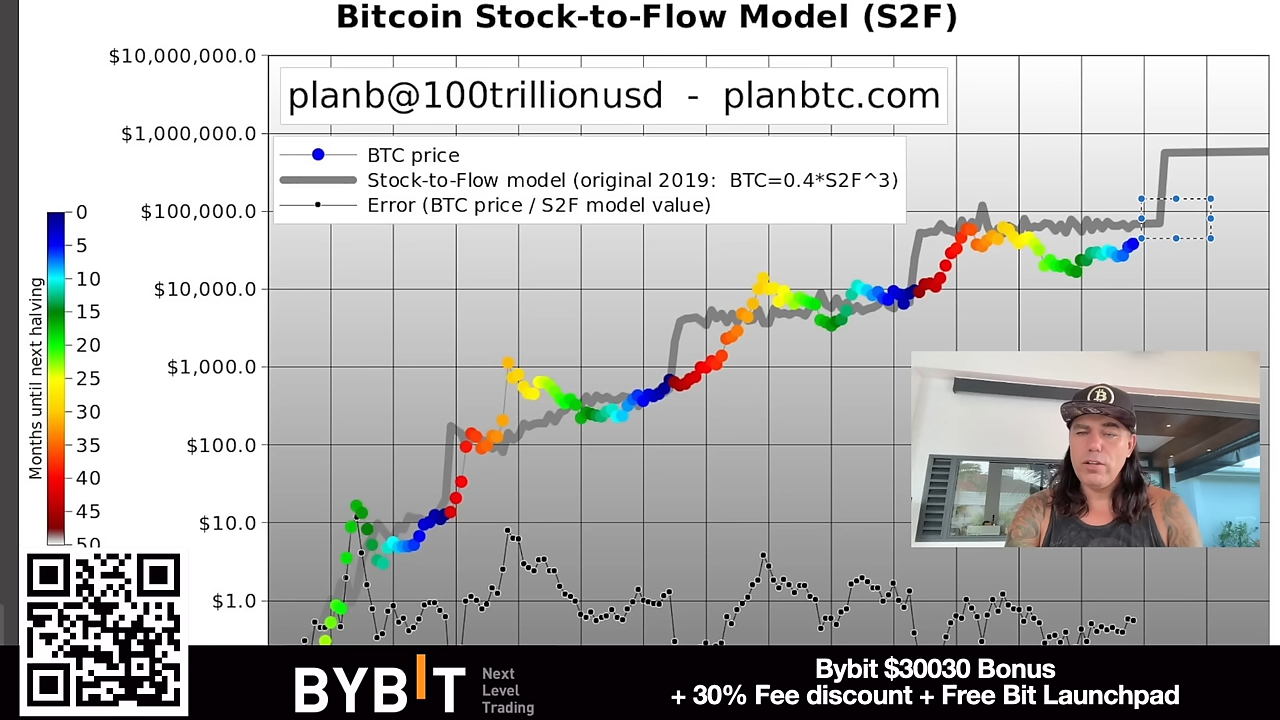 Bitcoin Stock-to-Flow Model (S2F)
$10,000,000.0
planb@100trillionusd - planbtc.com
$1,000,000.0
BTC price
Stock-to-Flow model (original 2019: BTC=0.4*S2F^3)
Error (BTC price / S2F model value)
$100,000.0
$10,000.0
$1,000.0
$100.0
$10.0
$1.0
Months until next halving
0
5
10
15
20
25
30
35
40
45
50
B
BYBIT
Next
Level
Trading
Bybit $30030 Bonus
+ 30% Fee discount + Free Bit Launchpad